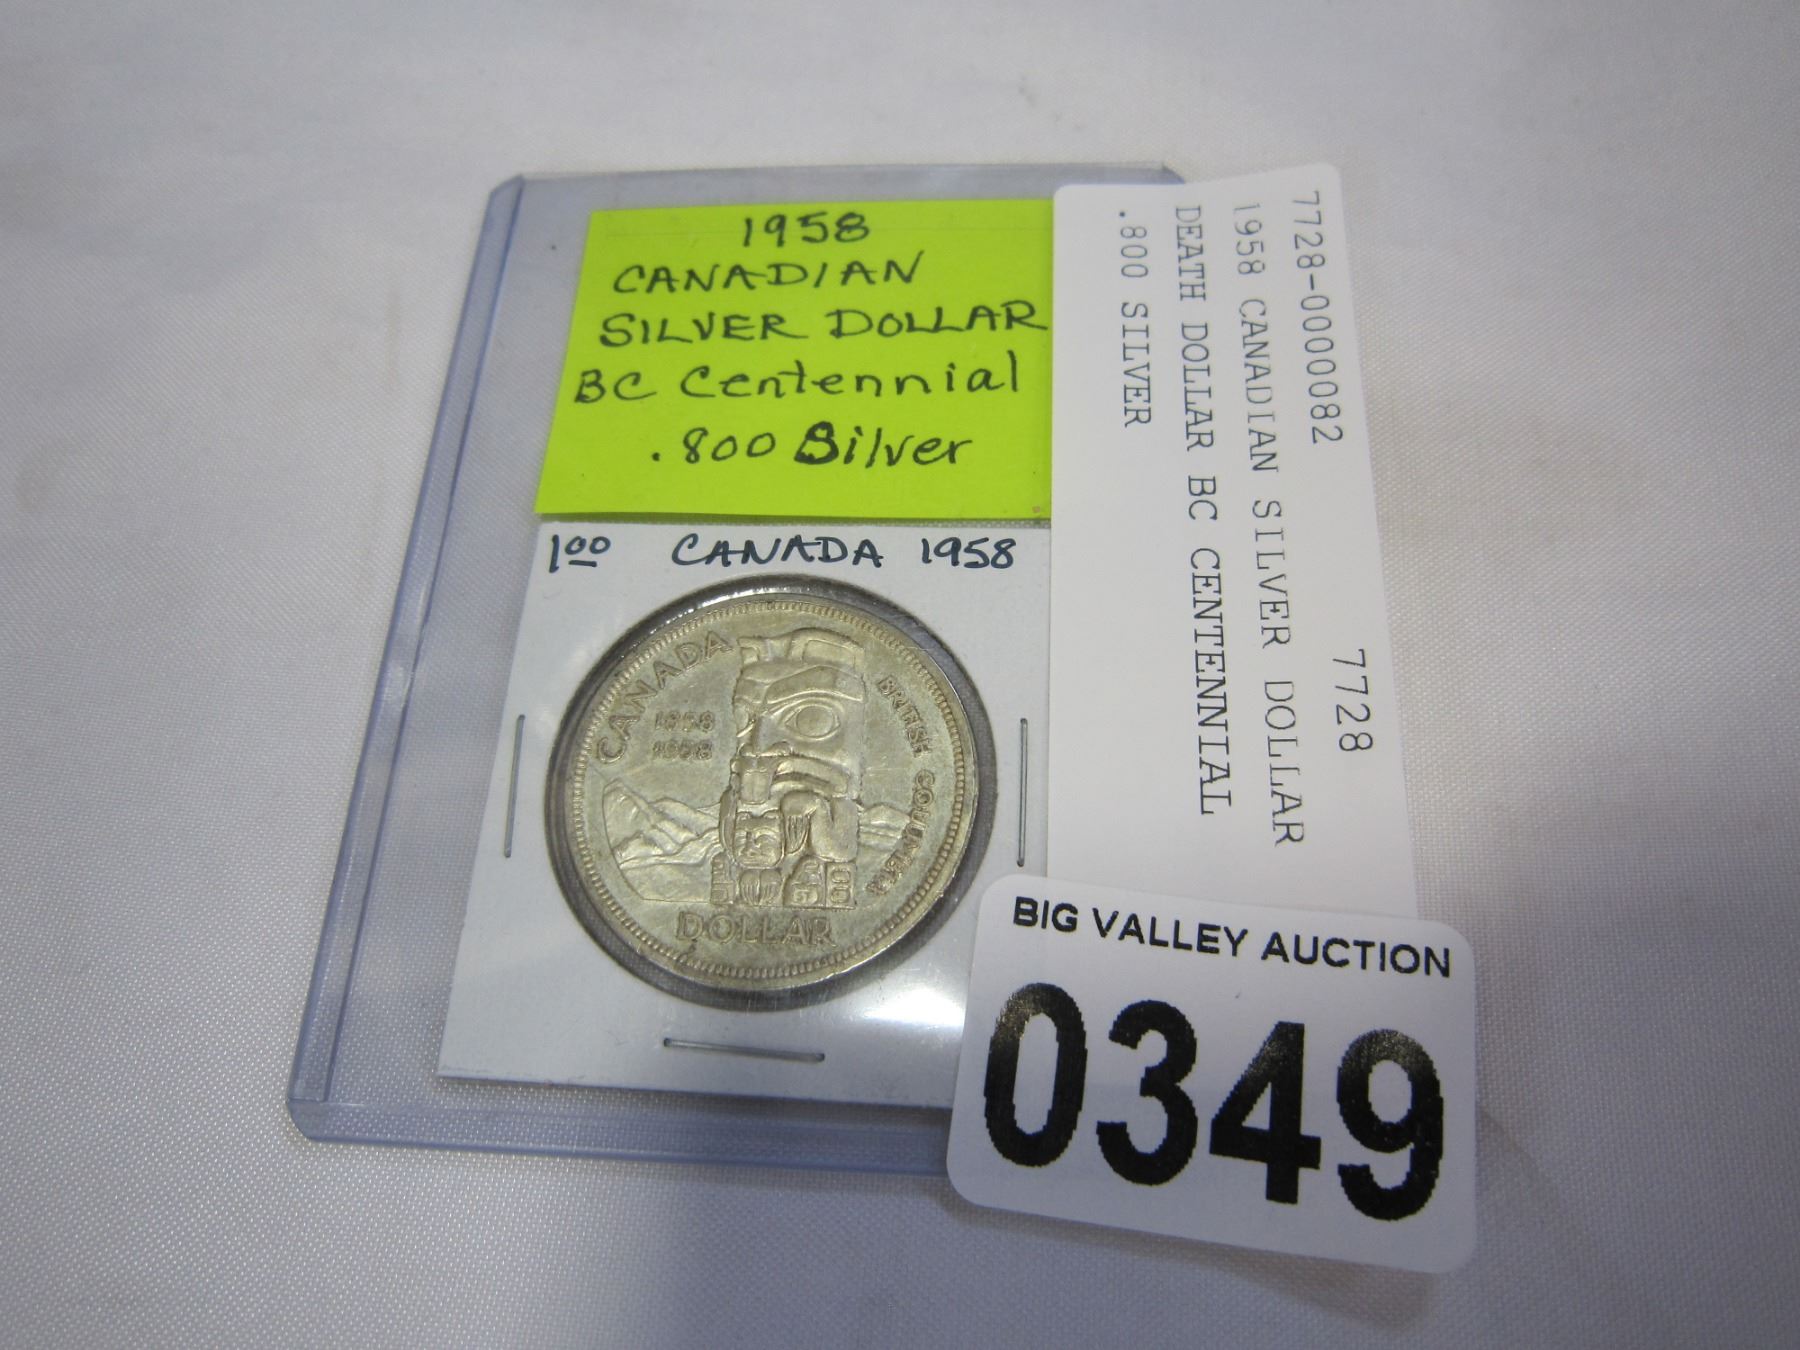 1958
CANADIAN
SILVER DOLLAR
BC Centennial
.800 Silver
1.00 CANADA 1958
CANADA
1858
1958
BRITISH COLUMBIA
DOLLAR
7728-0000082
7728
1958 CANADIAN SILVER DOLLAR
DEATH DOLLAR BC CENTENNIAL
.800 SILVER
BIG VALLEY AUCTION
0349